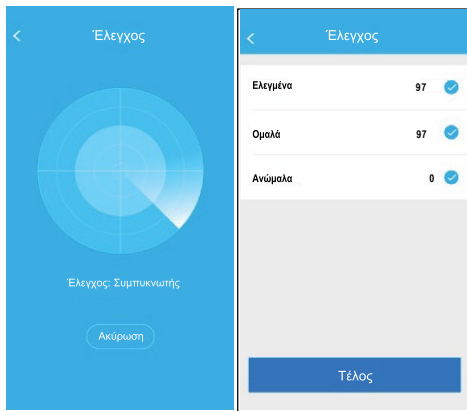 Έλεγχος
Έλεγχος: Συμπυκνωτής
Ακύρωση
Έλεγχος
Ελεγμένα 97
Ομαλά 97
Ανώμαλα 0
Τέλος